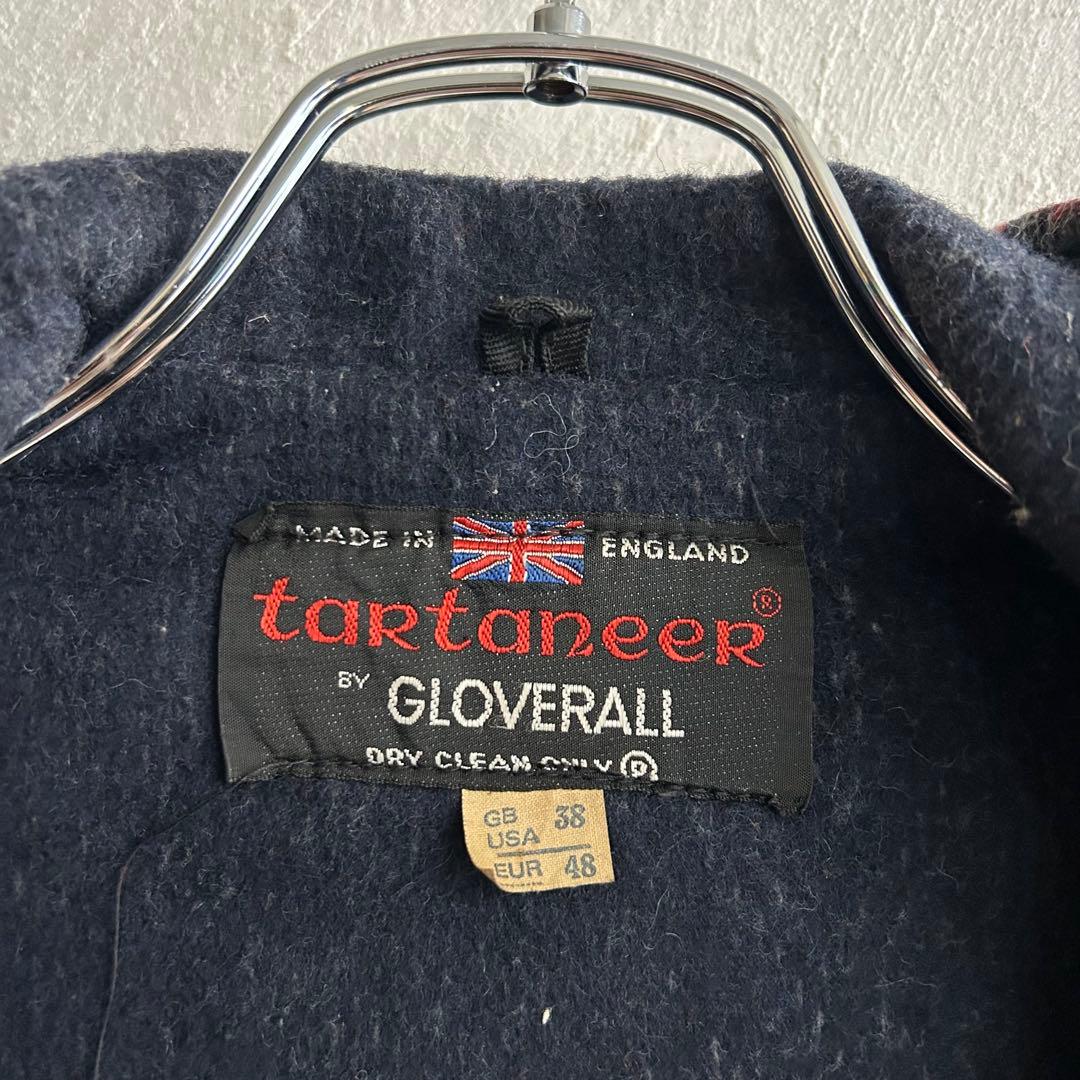 MADE IN ENGLAND
tartaneer ®
BY GLOVERALL
DRY CLEAN ONLY Ⓟ
GB 38
USA
EUR 48